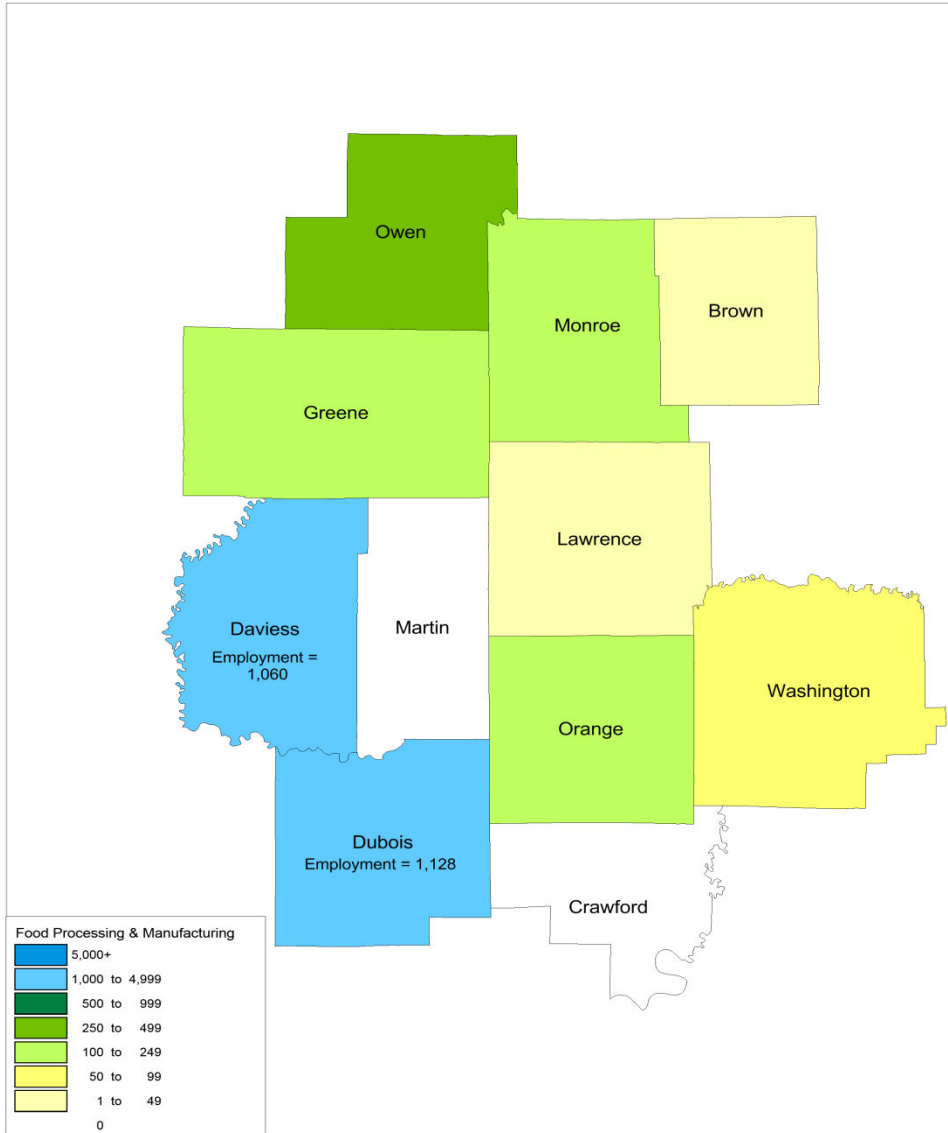 Owen
Brown
Monroe
Greene
Lawrence
Daviess
Employment =
1,060
Martin
Washington
Orange
Dubois
Employment = 1,128
Crawford
Food Processing & Manufacturing
5,000+
1,000 to 4,999
500 to 999
250 to 499
100 to 249
50 to 99
1 to 49
0